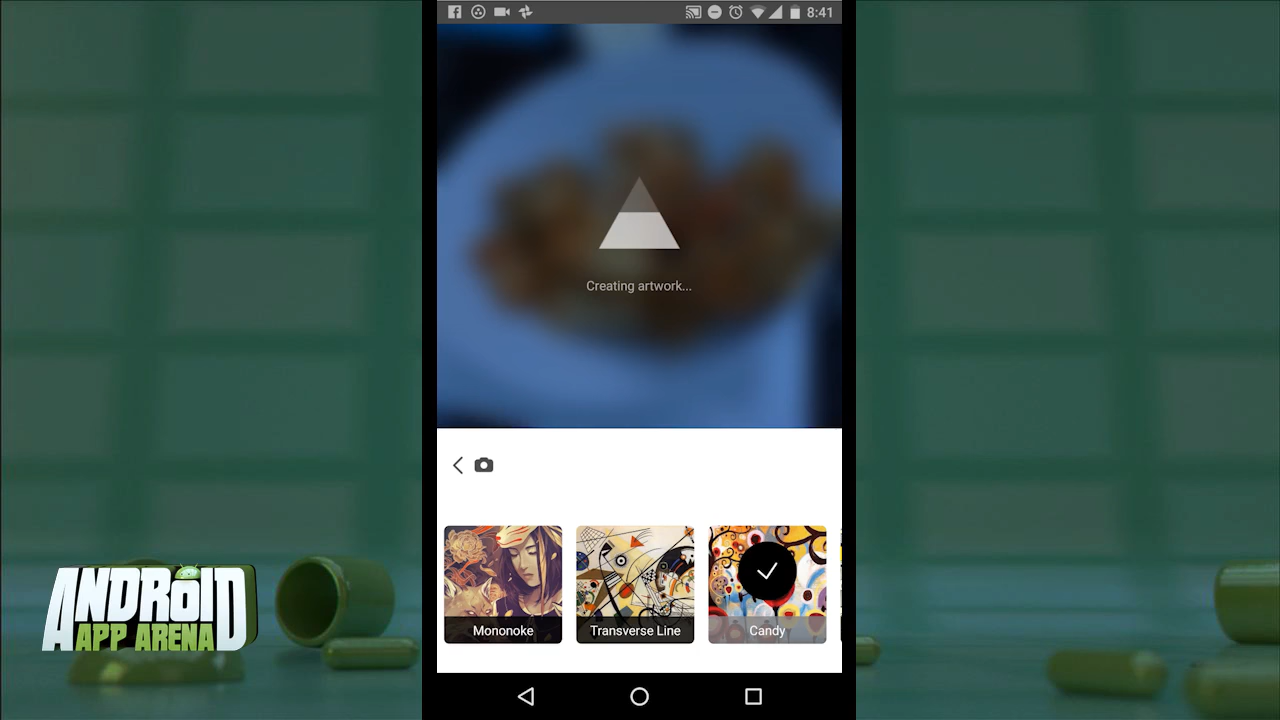 8:41
Creating artwork...
Mononoke
Transverse Line
Candy
ANDROID
APP ARENA